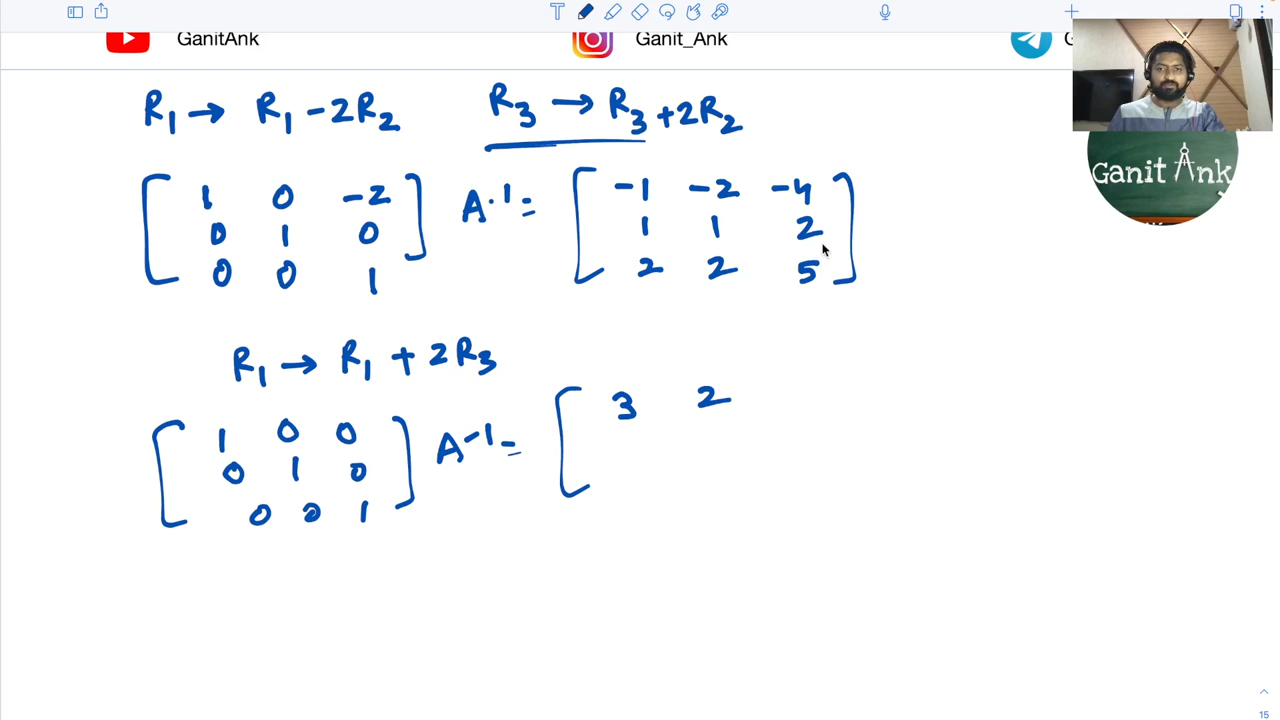 GanitAnk Ganit_Ank G
R1 → R1 - 2R2 R3 → R3 + 2R2
Ganit Ank
1 0 -2 A-1 = -1 -2 -4
0 1 0 1 1 2
0 0 1 2 2 5
R1 → R1 + 2R3
1 0 0 A-1 = 3 2
0 1 0
0 0 1
15